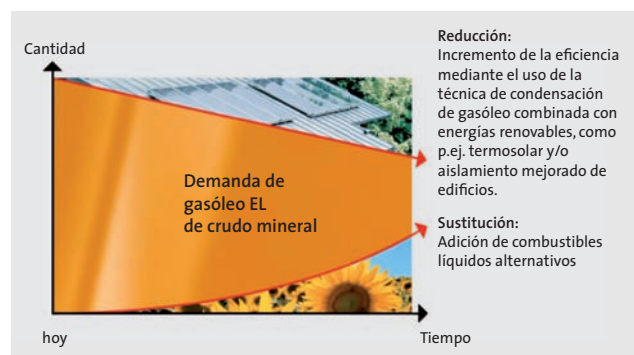 Cantidad
Demanda de
gasóleo EL
de crudo mineral
hoy
Tiempo
Reducción:
Incremento de la eficiencia
mediante el uso de la
técnica de condensación
de gasóleo combinada con
energías renovables, como
p.ej. termosolar y/o
aislamiento mejorado de
edificios.
Sustitución:
Adición de combustibles
líquidos alternativos